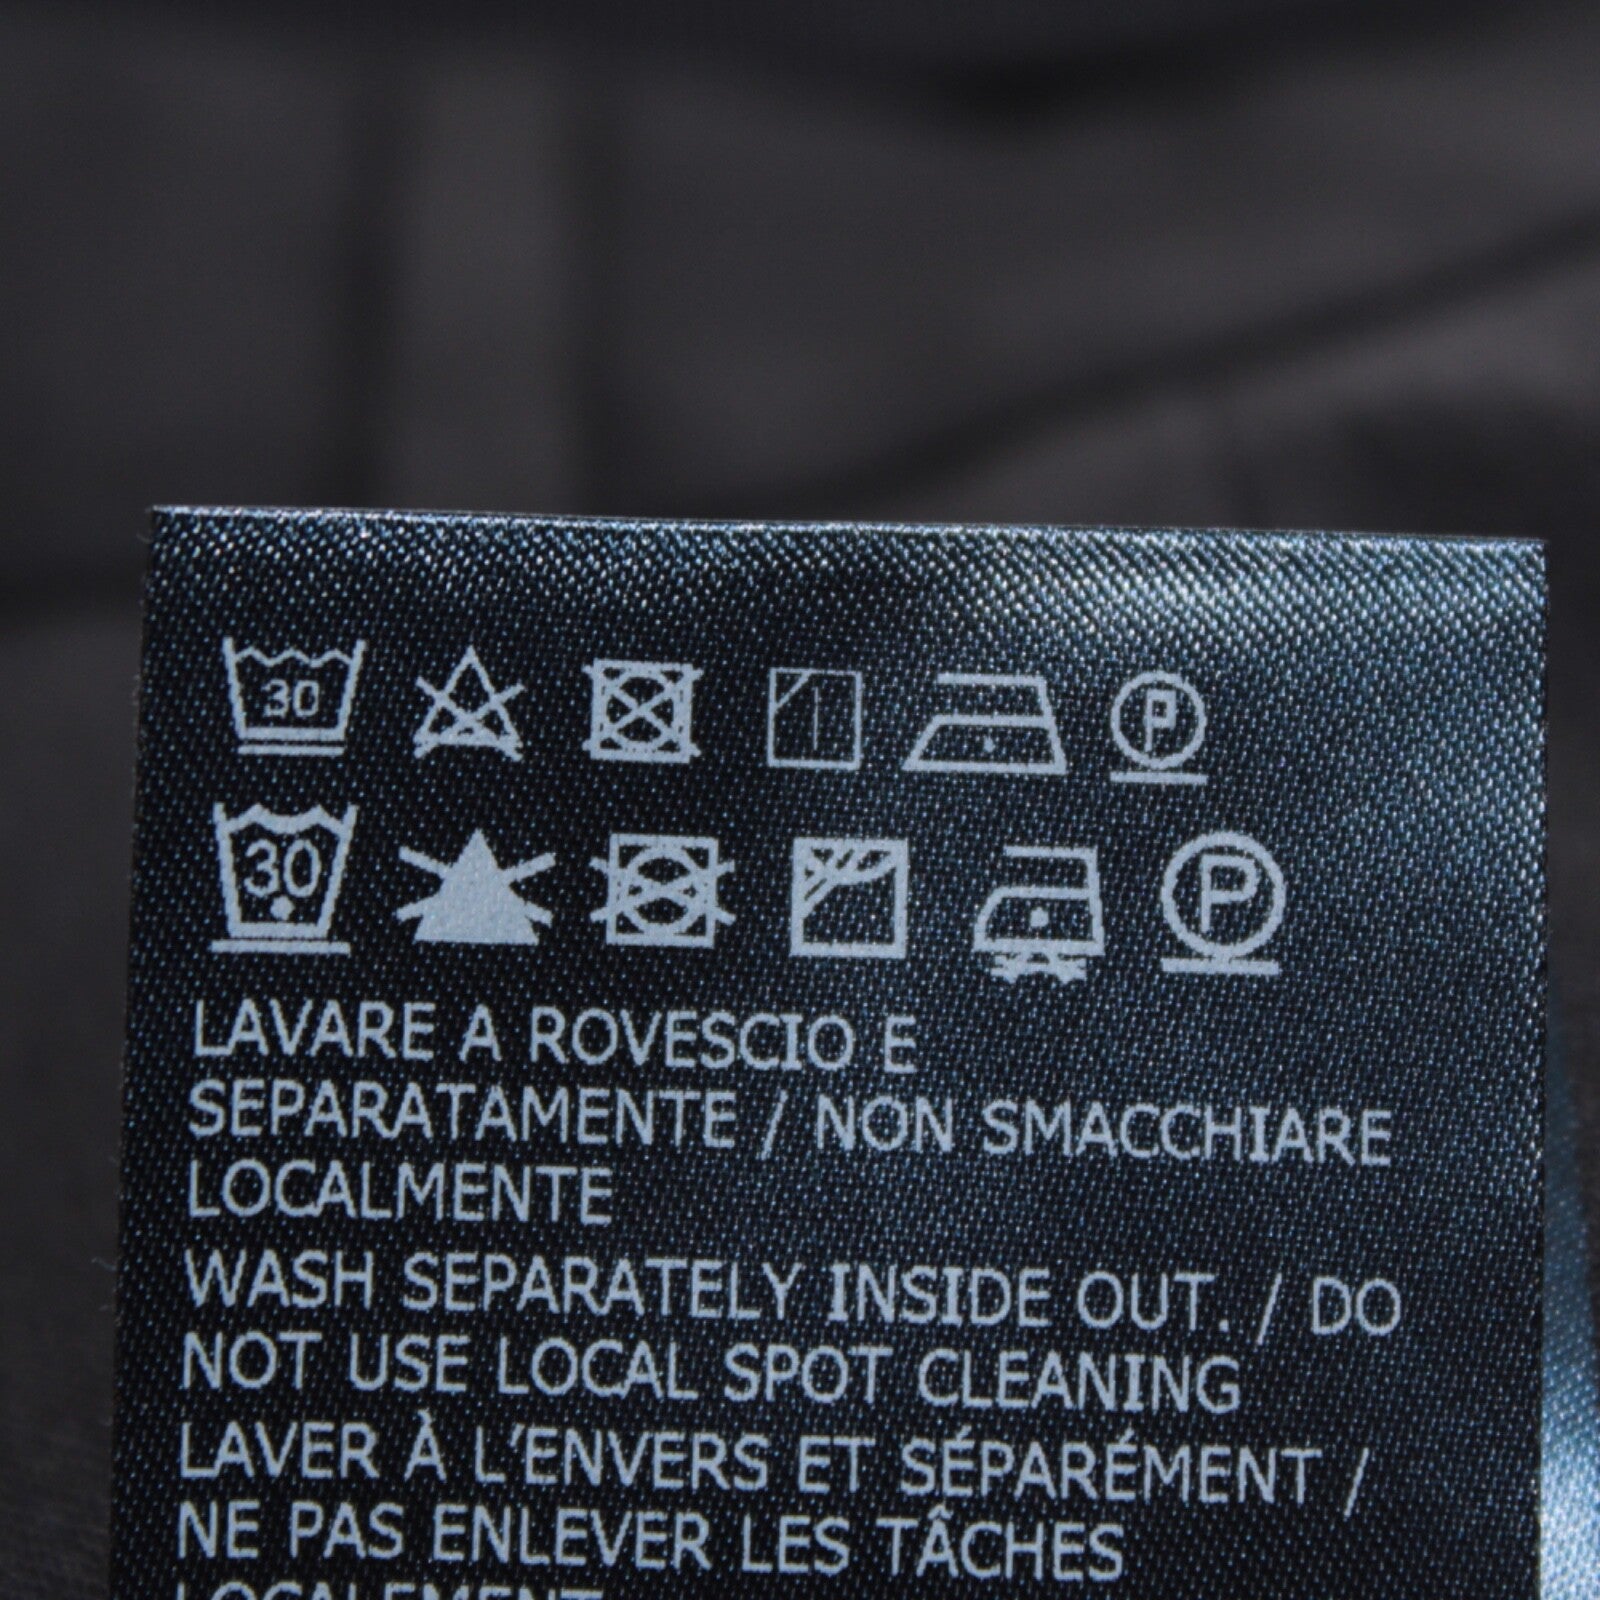 30 P
30 P
LAVARE A ROVESCIO E
SEPARATAMENTE / NON SMACCHIARE
LOCALMENTE
WASH SEPARATELY INSIDE OUT. / DO
NOT USE LOCAL SPOT CLEANING
LAVER À L'ENVERS ET SÉPARÉMENT /
NE PAS ENLEVER LES TÂCHES
LOCALEMENT